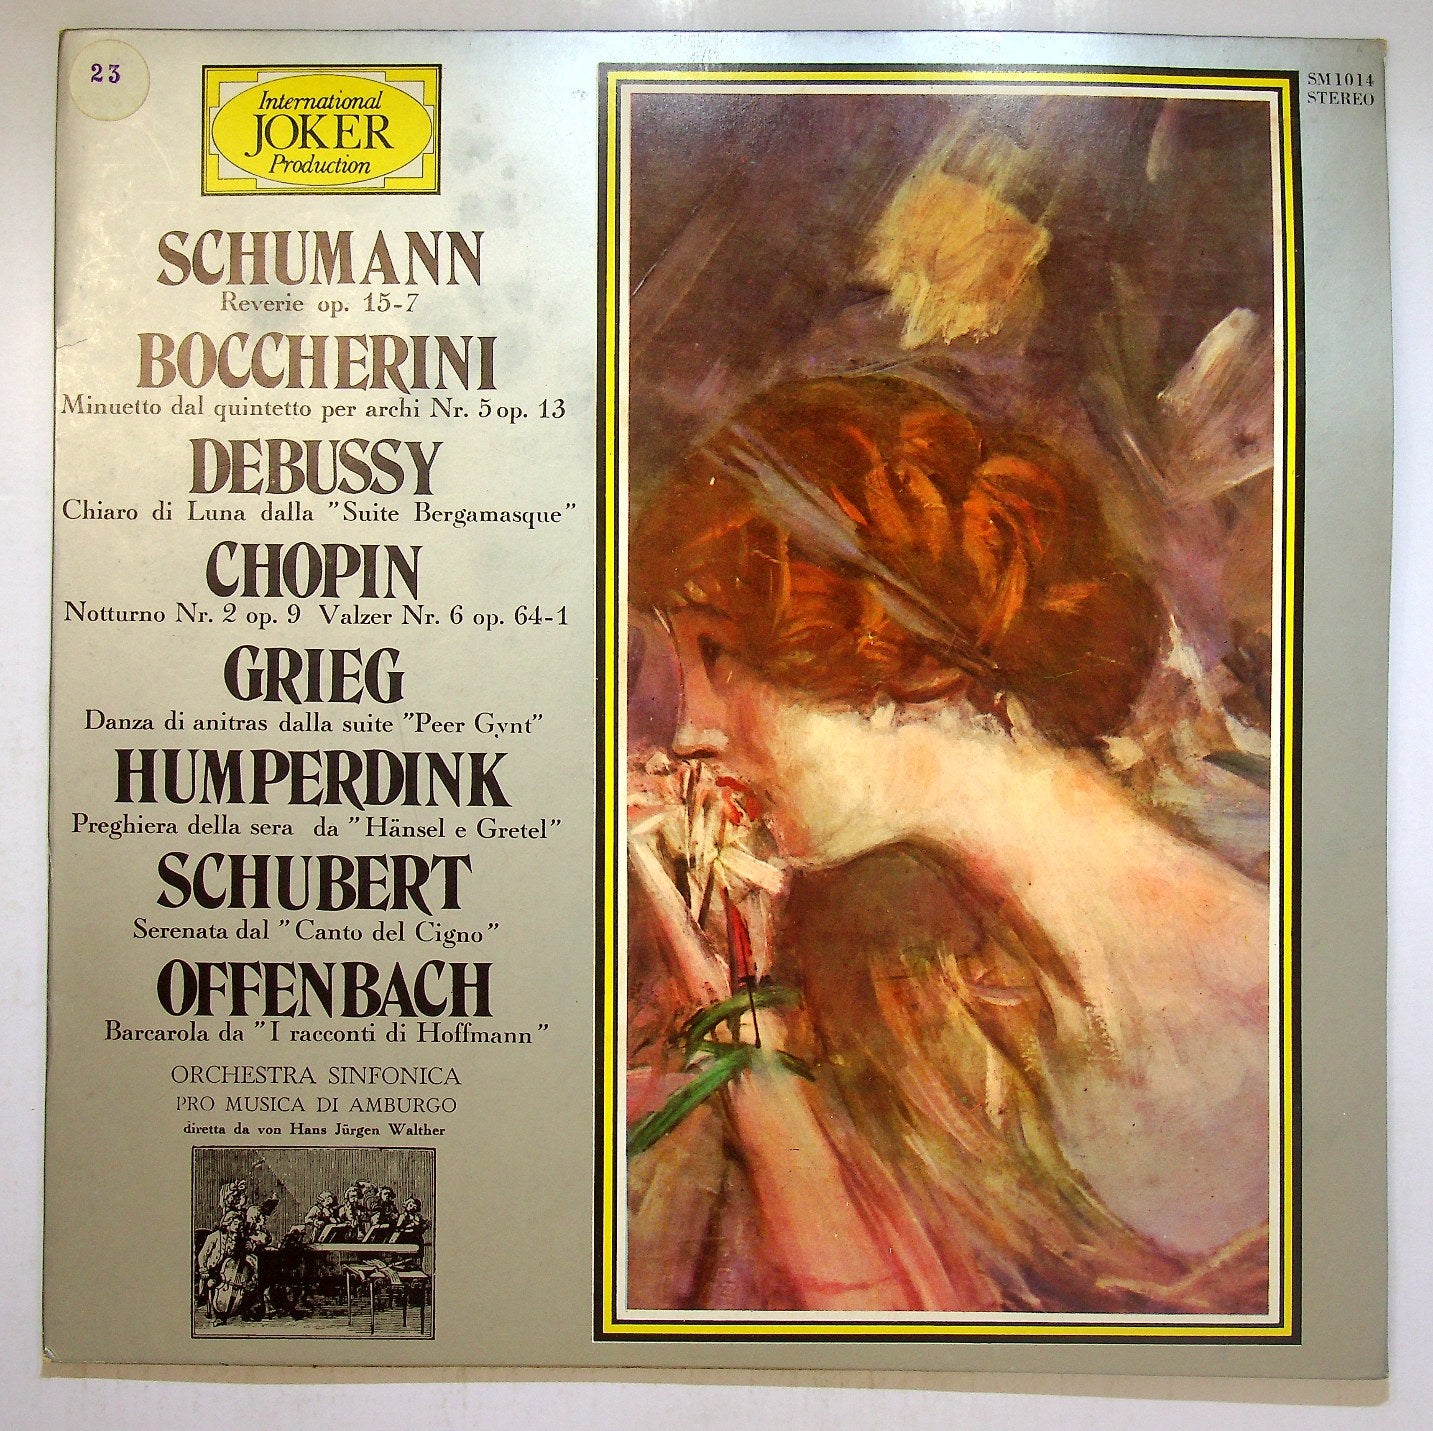 23
International
JOKER
Production
SM 1014
STEREO
SCHUMANN
Reverie op. 15-7
BOCCHERINI
Minuetto dal quintetto per archi Nr. 5 op. 13
DEBUSSY
Chiaro di Luna dalla "Suite Bergamasque"
CHOPIN
Notturno Nr. 2 op. 9 Valzer Nr. 6 op. 64-1
GRIEG
Danza di anitras dalla suite "Peer Gynt"
HUMPERDINK
Preghiera della sera da "Hänsel e Gretel"
SCHUBERT
Serenata dal "Canto del Cigno"
OFFENBACH
Barcarola da "I racconti di Hoffmann"
ORCHESTRA SINFONICA
PRO MUSICA DI AMBURGO
diretta da von Hans Jürgen Walther